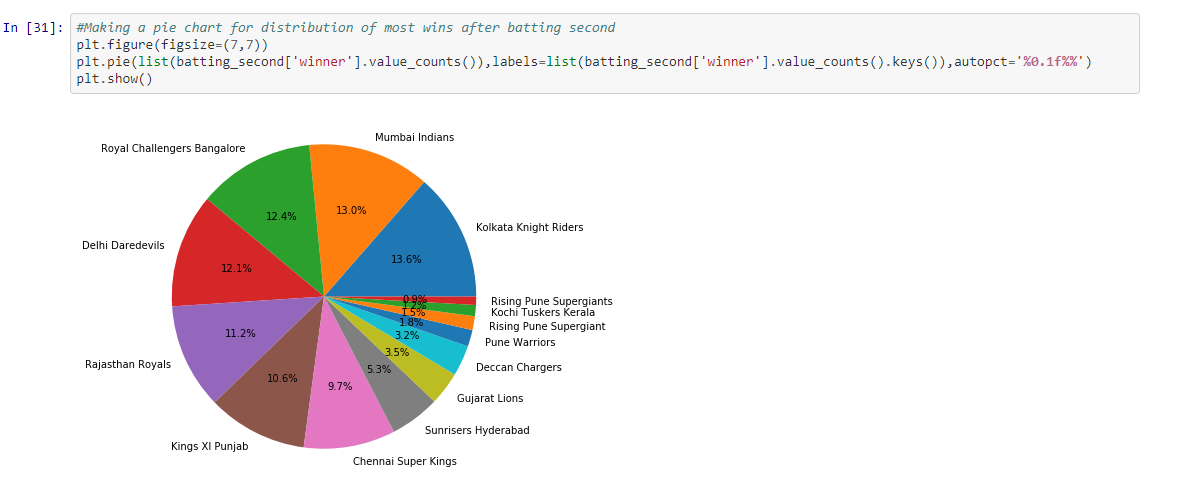 In [31]:
#Making a pie chart for distribution of most wins after batting second
plt.figure(figsize=(7,7))
plt.pie(list(batting_second['winner'].value_counts()),labels=list(batting_second['winner'].value_counts().keys()),autopct='%0.1f%%')
plt.show()
Mumbai Indians
Royal Challengers Bangalore
13.0%
12.4%
Kolkata Knight Riders
Delhi Daredevils
13.6%
12.1%
0.9%
Rising Pune Supergiants
1.2%
Kochi Tuskers Kerala
1.5%
Rising Pune Supergiant
1.8%
Pune Warriors
11.2%
3.2%
3.5%
Rajasthan Royals
Deccan Chargers
5.3%
10.6%
9.7%
Gujarat Lions
Sunrisers Hyderabad
Kings XI Punjab
Chennai Super Kings